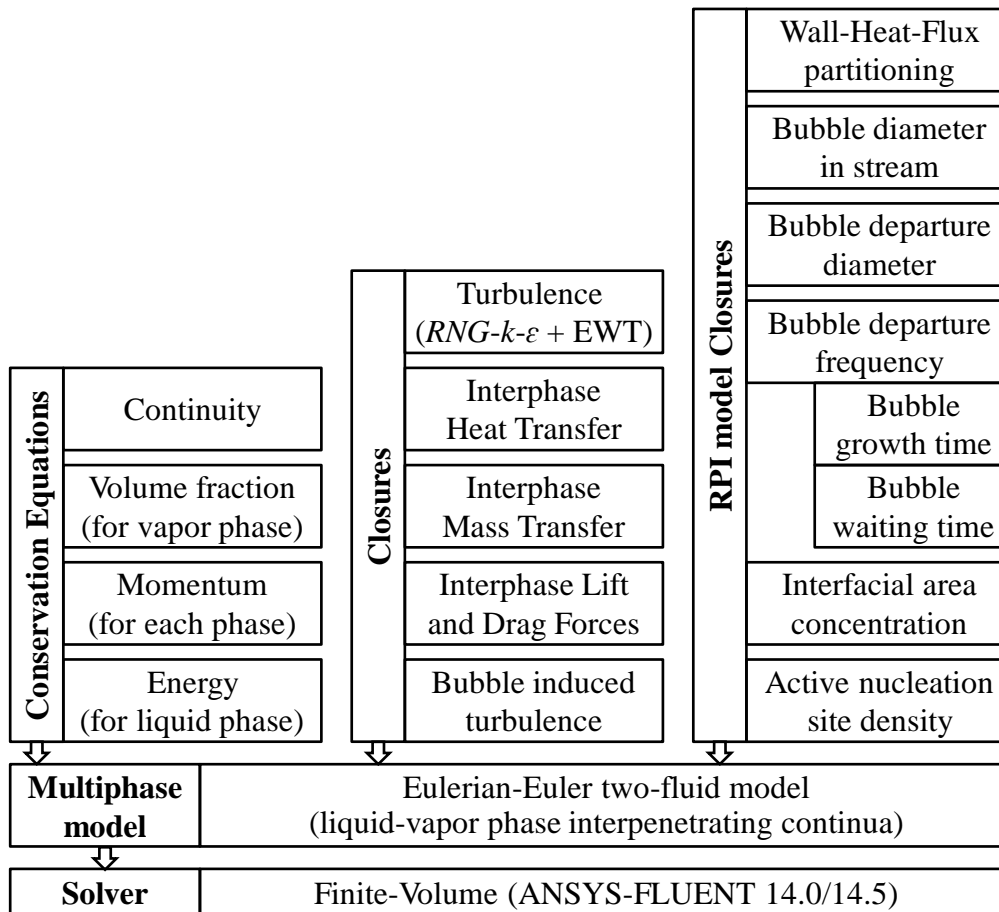 Conservation Equations
Continuity
Volume fraction
(for vapor phase)
Momentum
(for each phase)
Energy
(for liquid phase)
Closures
Turbulence
(RNG-k-ε + EWT)
Interphase
Heat Transfer
Interphase
Mass Transfer
Interphase Lift
and Drag Forces
Bubble induced
turbulence
RPI model Closures
Wall-Heat-Flux
partitioning
Bubble diameter
in stream
Bubble departure
diameter
Bubble departure
frequency
Bubble
growth time
Bubble
waiting time
Interfacial area
concentration
Active nucleation
site density
Multiphase
model
Eulerian-Euler two-fluid model
(liquid-vapor phase interpenetrating continua)
Solver
Finite-Volume (ANSYS-FLUENT 14.0/14.5)